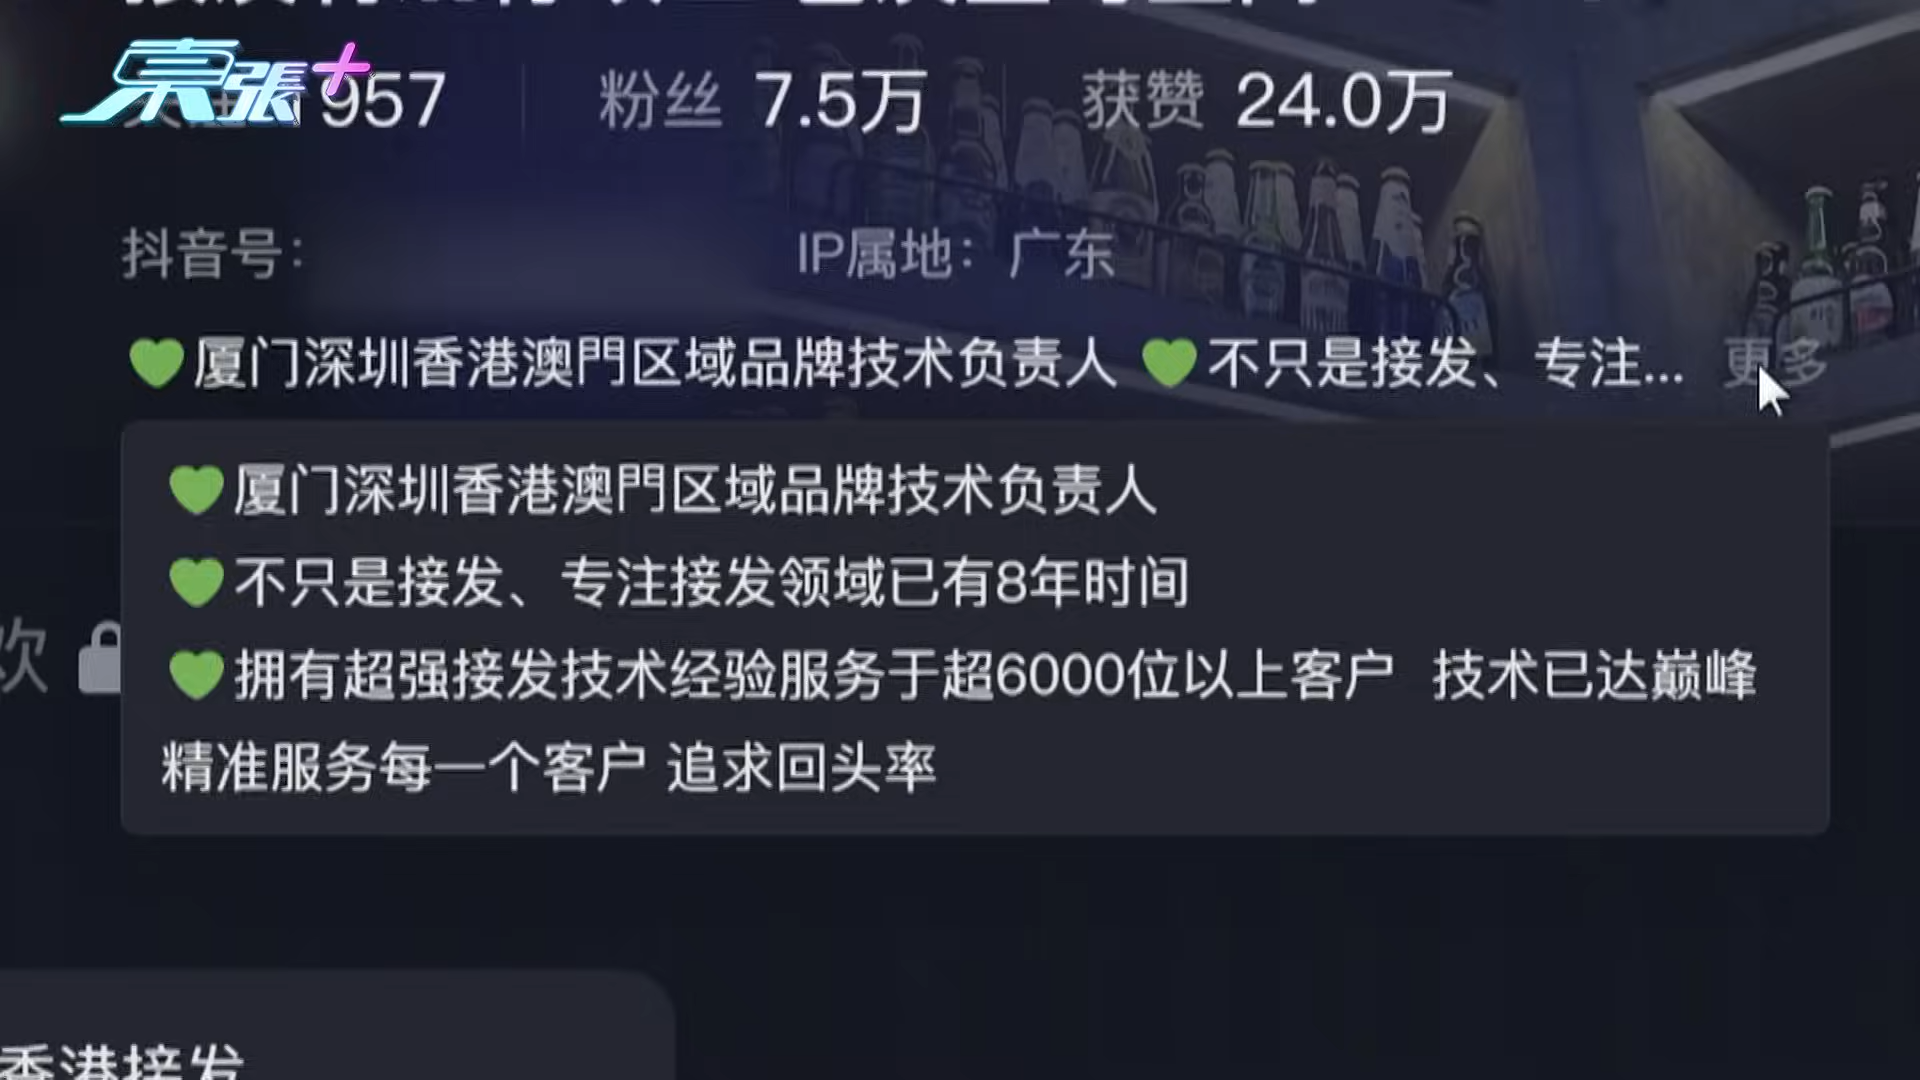 東張+
957 粉丝 7.5万 获赞 24.0万
抖音号： IP属地：广东
💚厦门深圳香港澳門区域品牌技术负责人 💚不只是接发、专注... 更多
💚厦门深圳香港澳門区域品牌技术负责人
💚不只是接发、专注接发领域已有8年时间
💚拥有超强接发技术经验服务于超6000位以上客户 技术已达巅峰
精准服务每一个客户 追求回头率
欢
香港接发